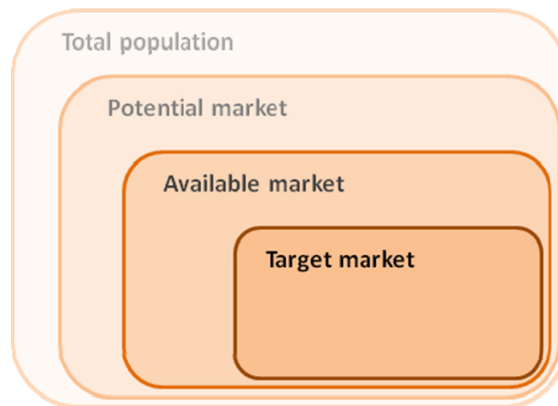 Total population
Potential market
Available market
Target market